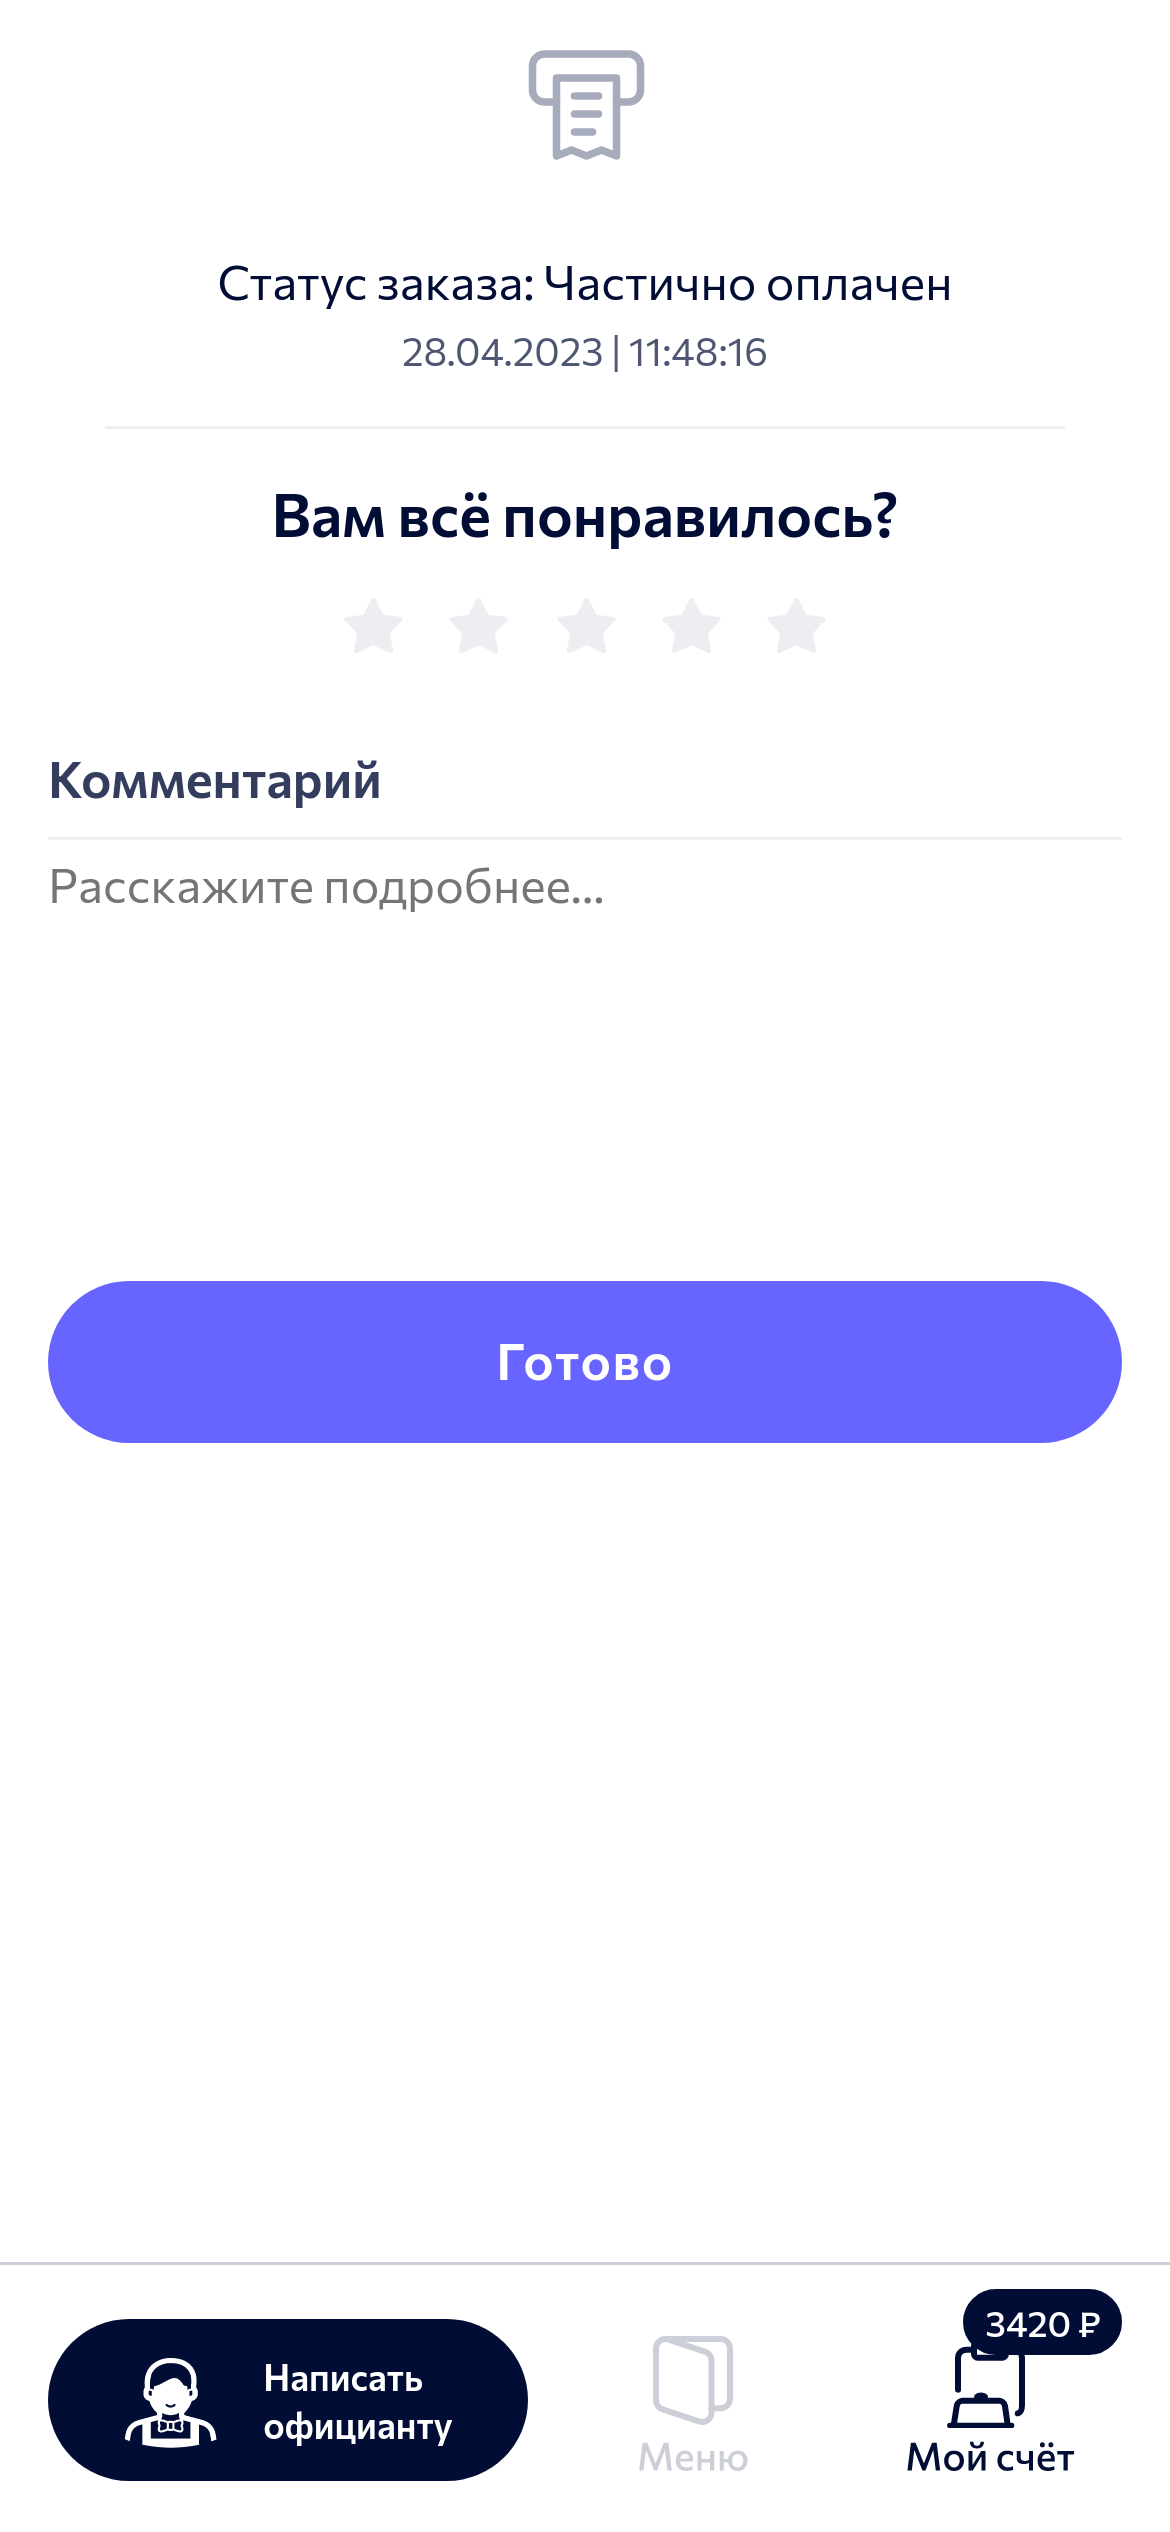 Статус заказа: Частично оплачен
28.04.2023 | 11:48:16
Вам всё понравилось?
Комментарий
Расскажите подробнее...
Готово
Написать
официанту
Меню
3420 ₽
Мой счёт